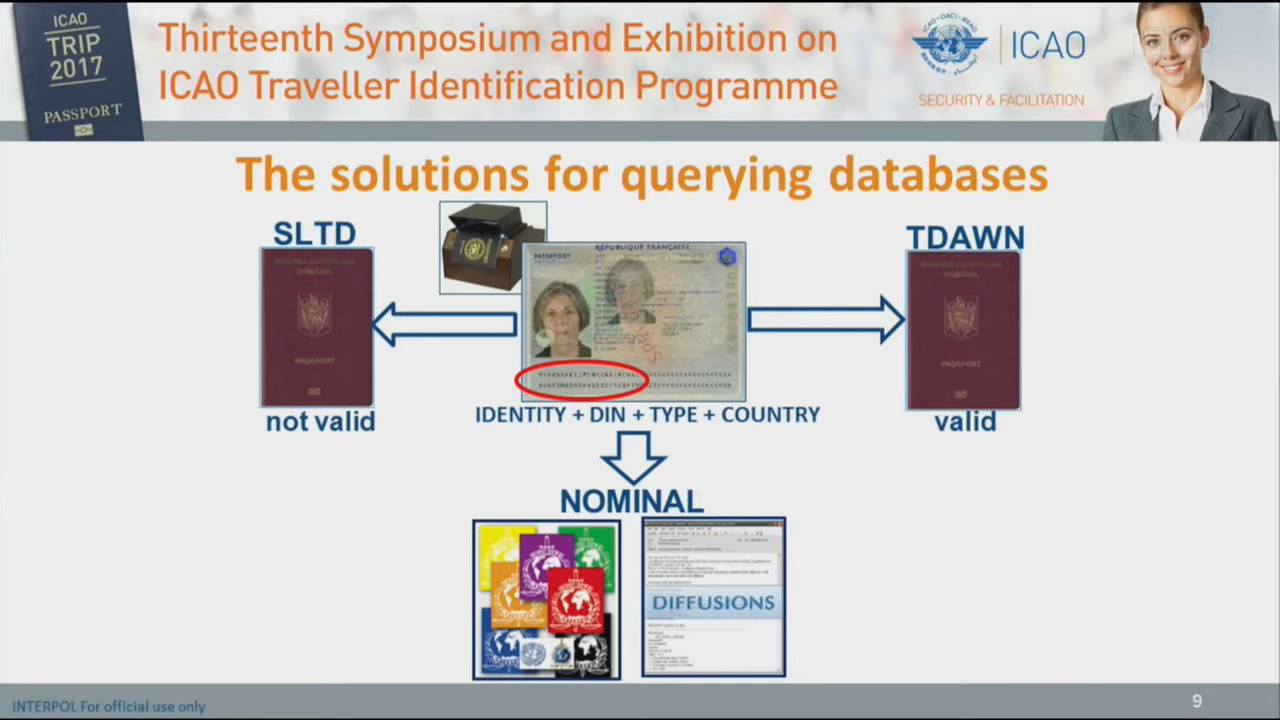 ICAO
TRIP
2017
PASSPORT
Thirteenth Symposium and Exhibition on
ICAO Traveller Identification Programme
ICAO
SECURITY & FACILITATION
The solutions for querying databases
SLTD
TDAWN
RÉPUBLIQUE FRANÇAISE
PASSEPORT
PAȘAPORT
PAȘAPORT
not valid
valid
IDENTITY + DIN + TYPE + COUNTRY
NOMINAL
DIFFUSIONS
INTERPOL For official use only
9